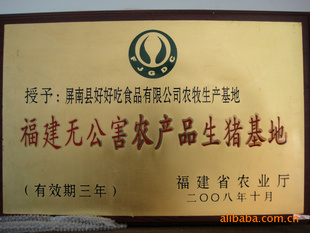 FJGDC
授予：屏南县好好吃食品有限公司农牧生产基地
福建无公害农产品生猪基地
（有效期三年）
福建省农业厅
二〇〇八年十月
alibaba.com.cn